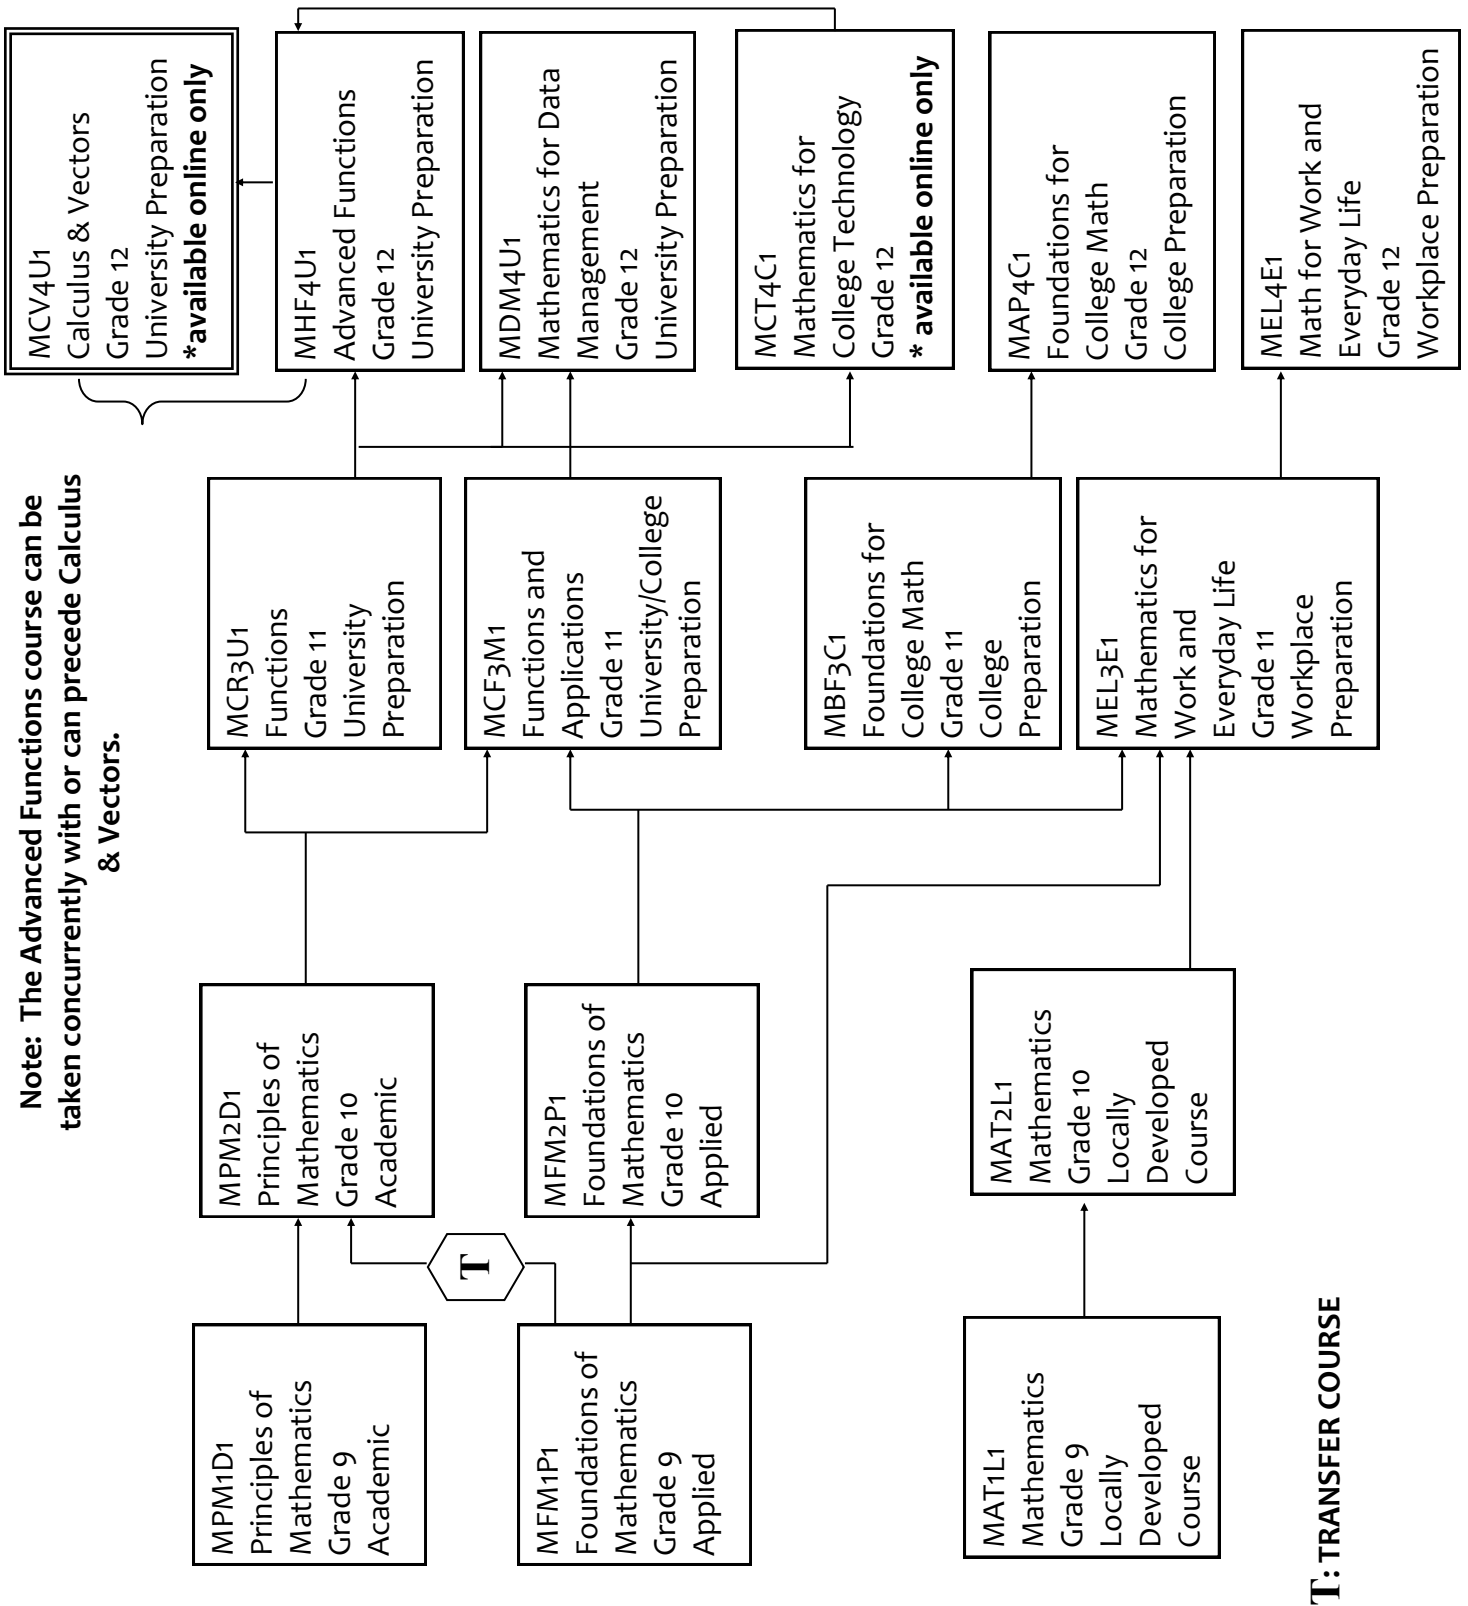 Note: The Advanced Functions course can be
taken concurrently with or can precede Calculus
& Vectors.
MPM1D1
Principles of
Mathematics
Grade 9
Academic
MFM1P1
Foundations of
Mathematics
Grade 9
Applied
MAT1L1
Mathematics
Grade 9
Locally
Developed
Course
T
MPM2D1
Principles of
Mathematics
Grade 10
Academic
MFM2P1
Foundations of
Mathematics
Grade 10
Applied
MAT2L1
Mathematics
Grade 10
Locally
Developed
Course
MCR3U1
Functions
Grade 11
University
Preparation
MCF3M1
Functions and
Applications
Grade 11
University/College
Preparation
MBF3C1
Foundations for
College Math
Grade 11
College
Preparation
MEL3E1
Mathematics for
Work and
Everyday Life
Grade 11
Workplace
Preparation
MCV4U1
Calculus & Vectors
Grade 12
University Preparation
*available online only
MHF4U1
Advanced Functions
Grade 12
University Preparation
MDM4U1
Mathematics for Data
Management
Grade 12
University Preparation
MCT4C1
Mathematics for
College Technology
Grade 12
* available online only
MAP4C1
Foundations for
College Math
Grade 12
College Preparation
MEL4E1
Math for Work and
Everyday Life
Grade 12
Workplace Preparation
T: TRANSFER COURSE